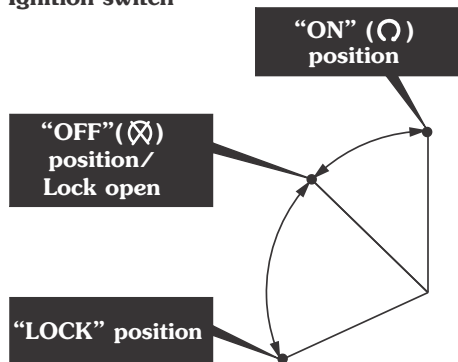 Ignition switch
“ON” (Ω)
position
“OFF”(⊗)
position/
Lock open
“LOCK” position